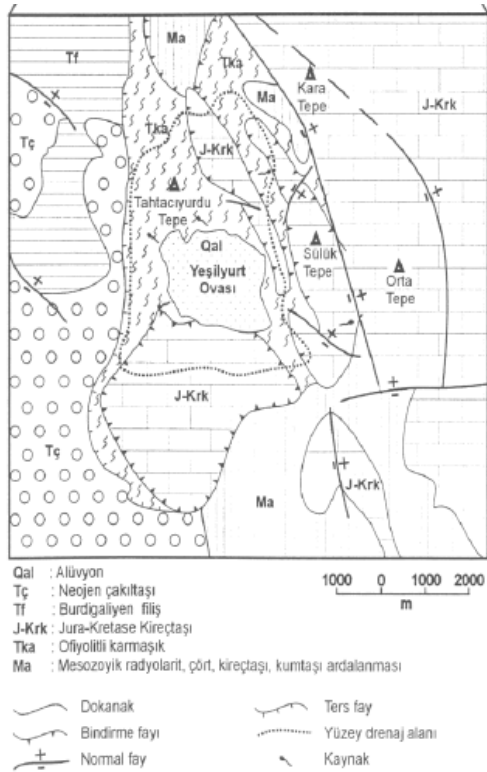 Tf
Ma
Tka
Kara
Tepe
Ma
J-Krk
Tç
Tka
J-Krk
Tahtacıyurdu
Tepe
Qal
Yeşilyurt
Ovası
Sülük
Tepe
Orta
Tepe
J-Krk
Tç
Ma
J-Krk
Qal : Alüvyon
Tç : Neojen çakıltaşı
Tf : Burdigaliyen filiş
J-Krk : Jura-Kretase Kireçtaşı
Tka : Ofiyolitli karmaşık
Ma : Mesozoyik radyolarit, çört, kireçtaşı, kumtaşı ardalanması
1000 0 1000 2000
m
Dokanak
Ters fay
Bindirme fayı
Yüzey drenaj alanı
Normal fay
Kaynak